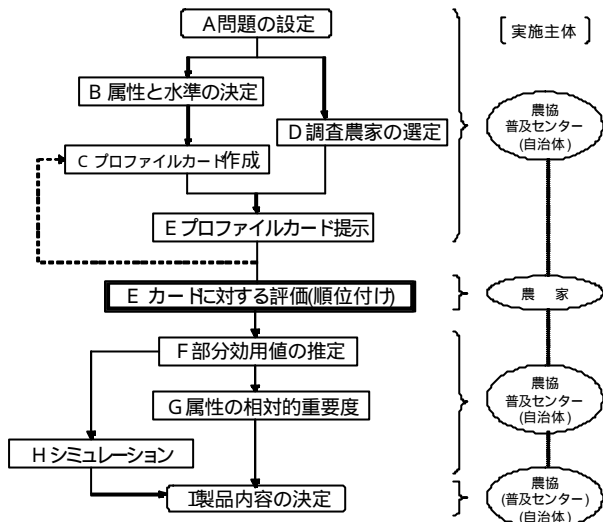 A問題の設定
[実施主体]
B 属性と水準の決定
D調査農家の選定
C プロファイルカード作成
農協
普及センター
(自治体)
E プロファイルカード提示
E カードに対する評価(順位付け)
農 家
F部分効用値の推定
G属性の相対的重要度
農協
普及センター
(自治体)
H シミュレーション
I製品内容の決定
農協
(普及センター)
(自治体)